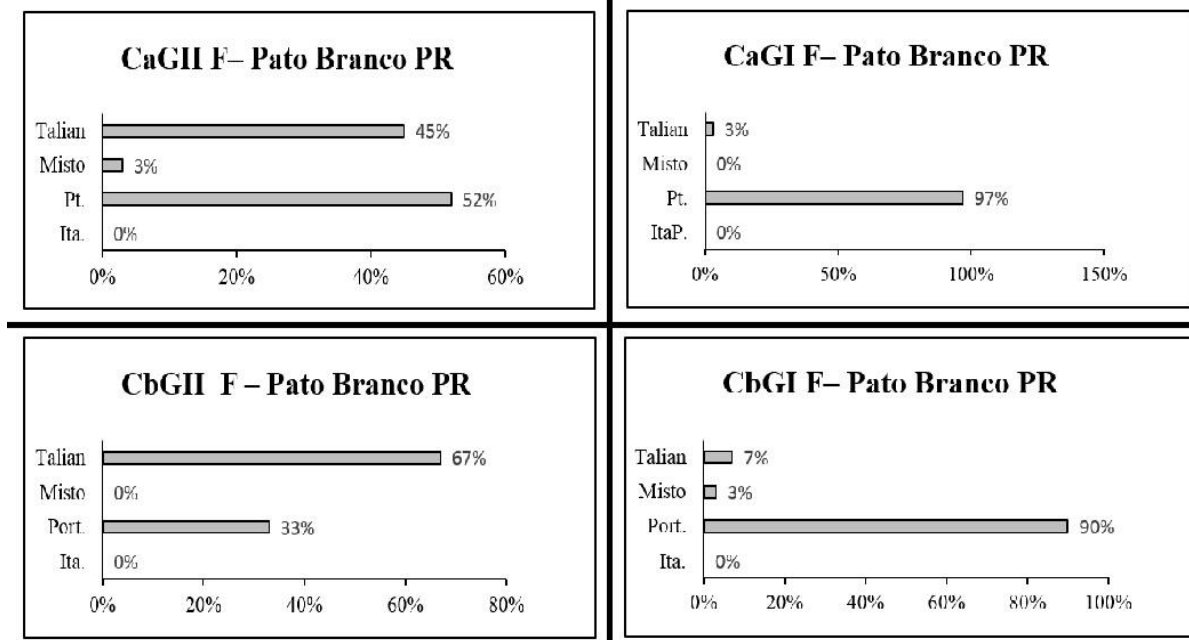 CaGII F– Pato Branco PR
Talian 45%
Misto 3%
Pt. 52%
Ita. 0%
0% 20% 40% 60%
CaGI F– Pato Branco PR
Talian 3%
Misto 0%
Pt. 97%
ItaP. 0%
0% 50% 100% 150%
CbGII F – Pato Branco PR
Talian 67%
Misto 0%
Port. 33%
Ita. 0%
0% 20% 40% 60% 80%
CbGI F– Pato Branco PR
Talian 7%
Misto 3%
Port. 90%
Ita. 0%
0% 20% 40% 60% 80% 100%